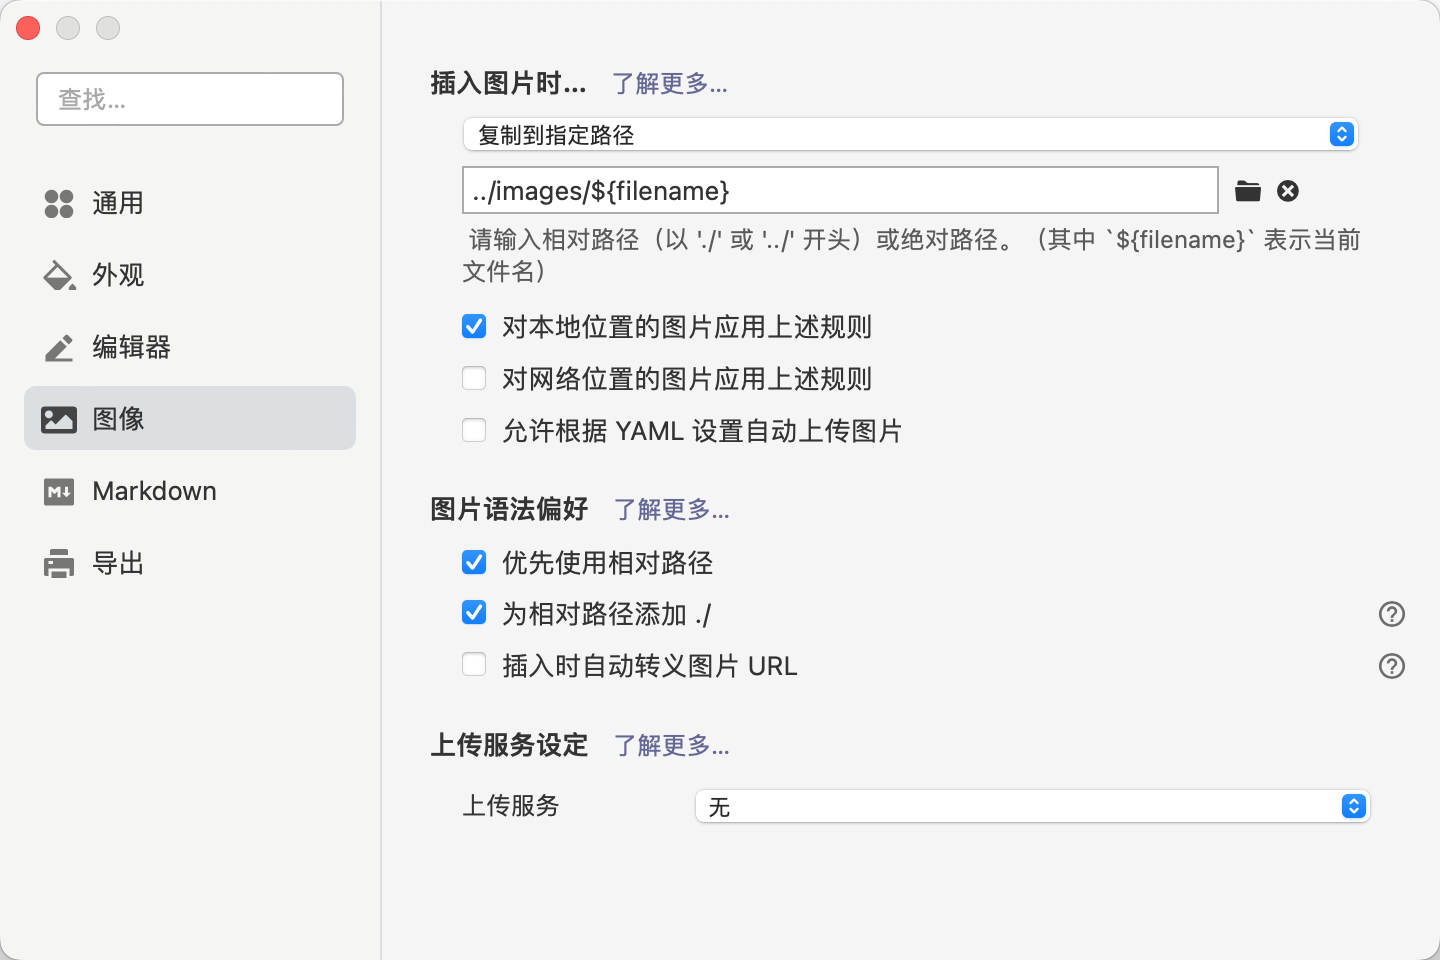 查找...
通用
外观
编辑器
图像
Markdown
导出
插入图片时... 了解更多...
复制到指定路径
../images/${filename}
请输入相对路径（以 './' 或 '../' 开头）或绝对路径。（其中 `${filename}` 表示当前
文件名）
对本地位置的图片应用上述规则
对网络位置的图片应用上述规则
允许根据 YAML 设置自动上传图片
图片语法偏好 了解更多...
优先使用相对路径
为相对路径添加 ./
插入时自动转义图片 URL
上传服务设定 了解更多...
上传服务 无